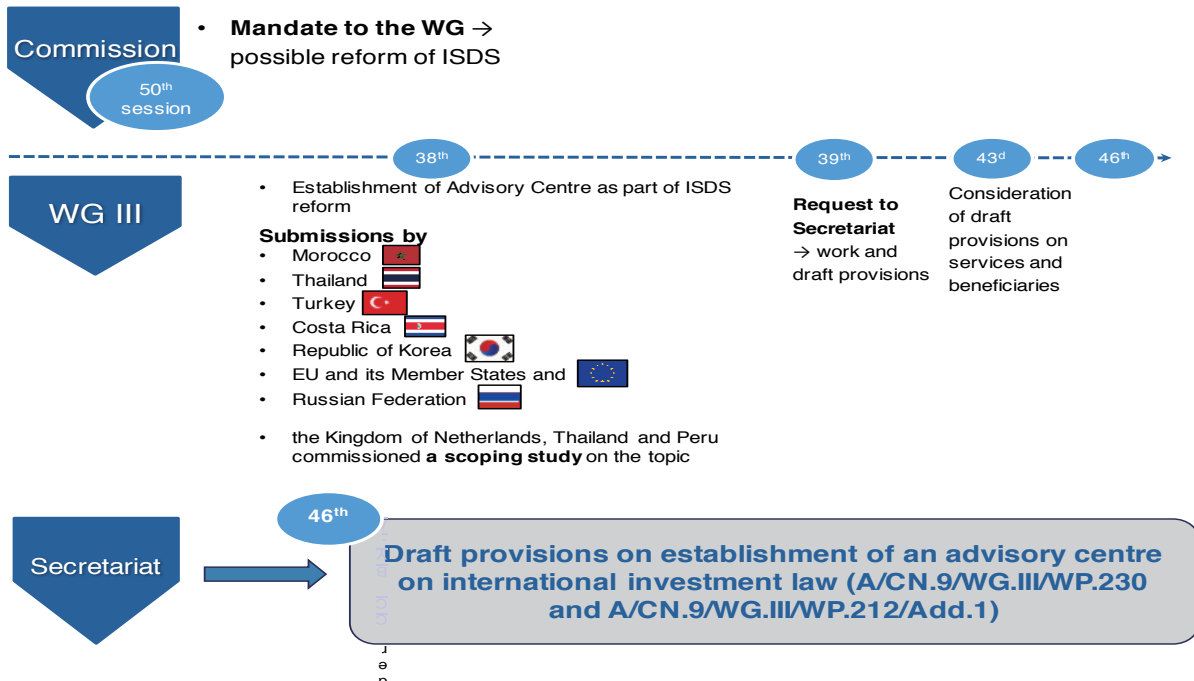 Commission
50th
session
• Mandate to the WG →
possible reform of ISDS
38th
39th
43d
46th
WG III
• Establishment of Advisory Centre as part of ISDS
reform
Submissions by
• Morocco
• Thailand
• Turkey
• Costa Rica
• Republic of Korea
• EU and its Member States and
• Russian Federation
• the Kingdom of Netherlands, Thailand and Peru
commissioned a scoping study on the topic
Request to
Secretariat
→ work and
draft provisions
Consideration
of draft
provisions on
services and
beneficiaries
Secretariat
46th
Draft provisions on establishment of an advisory centre
on international investment law (A/CN.9/WG.III/WP.230
and A/CN.9/WG.III/WP.212/Add.1)